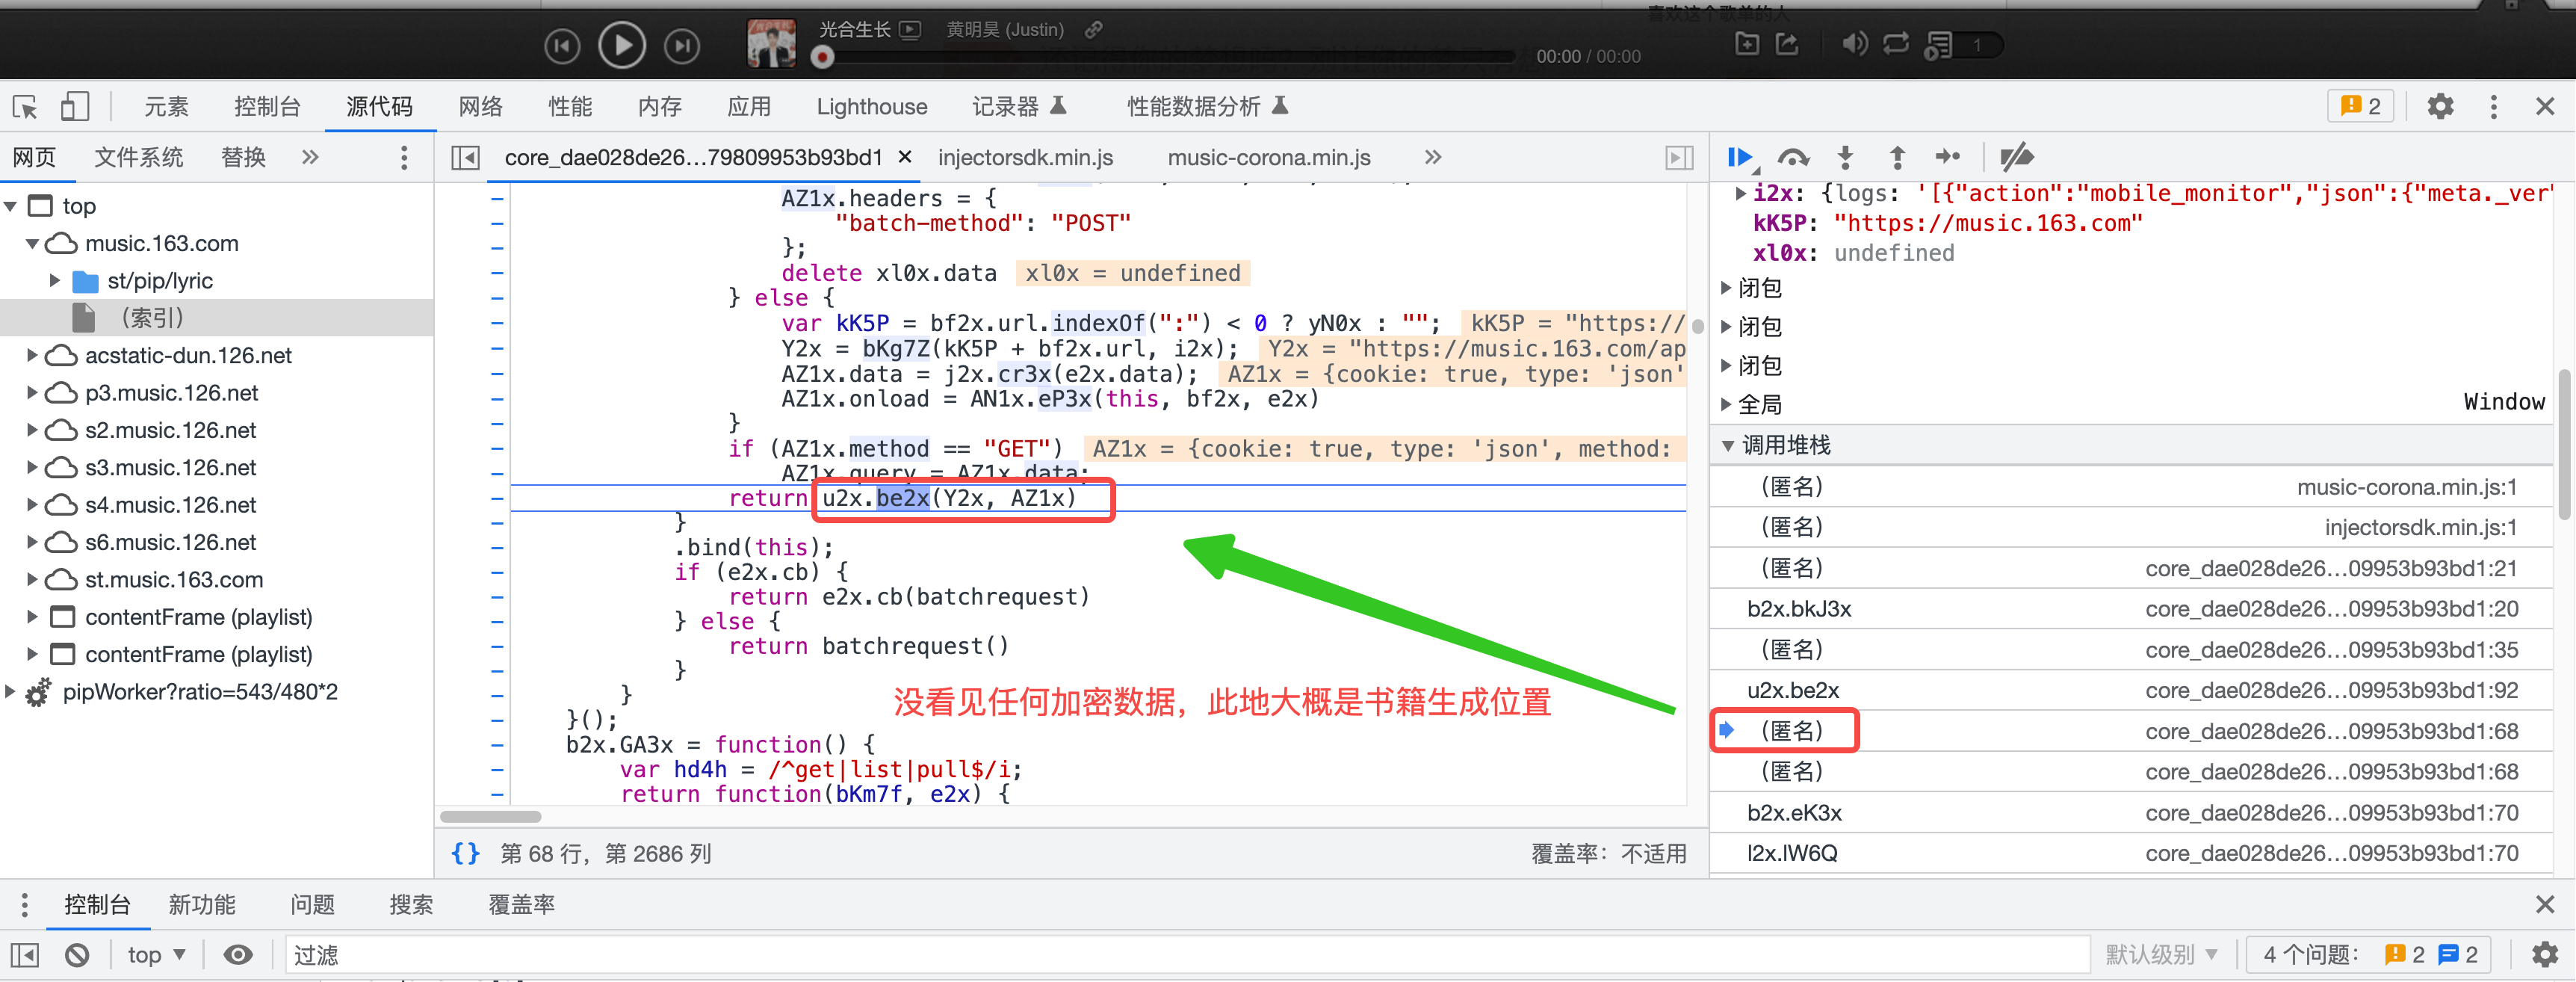 喜欢这个歌单的人
光合生长 黄明昊 (Justin)
00:00 / 00:00
1
元素 控制台 源代码 网络 性能 内存 应用 Lighthouse 记录器 性能数据分析 2
网页 文件系统 替换 »
core_dae028de26…79809953b93bd1 × injectorsdk.min.js music-corona.min.js »
top
music.163.com
st/pip/lyric
（索引）
acstatic-dun.126.net
p3.music.126.net
s2.music.126.net
s3.music.126.net
s4.music.126.net
s6.music.126.net
st.music.163.com
contentFrame (playlist)
contentFrame (playlist)
pipWorker?ratio=543/480*2
AZ1x.headers = {
"batch-method": "POST"
};
delete xl0x.data xl0x = undefined
} else {
var kK5P = bf2x.url.indexOf(":") < 0 ? yN0x : ""; kK5P = "https://
Y2x = bKg7Z(kK5P + bf2x.url, i2x); Y2x = "https://music.163.com/ap
AZ1x.data = j2x.cr3x(e2x.data); AZ1x = {cookie: true, type: 'json'
AZ1x.onload = AN1x.eP3x(this, bf2x, e2x)
}
if (AZ1x.method == "GET") AZ1x = {cookie: true, type: 'json', method:
AZ1x.query = AZ1x.data;
return u2x.be2x(Y2x, AZ1x)
}
.bind(this);
if (e2x.cb) {
return e2x.cb(batchrequest)
} else {
return batchrequest()
}
}
}();
b2x.GA3x = function() {
var hd4h = /^get|list|pull$/i;
return function(bKm7f, e2x) {
没看见任何加密数据，此地大概是书籍生成位置
{} 第 68 行，第 2686 列 覆盖率：不适用
i2x: {logs: '[{"action":"mobile_monitor","json":{"meta._ver"
kK5P: "https://music.163.com"
xl0x: undefined
闭包
闭包
闭包
全局 Window
调用堆栈
（匿名） music-corona.min.js:1
（匿名） injectorsdk.min.js:1
（匿名） core_dae028de26…09953b93bd1:21
b2x.bkJ3x core_dae028de26…09953b93bd1:20
（匿名） core_dae028de26…09953b93bd1:35
u2x.be2x core_dae028de26…09953b93bd1:92
（匿名） core_dae028de26…09953b93bd1:68
（匿名） core_dae028de26…09953b93bd1:68
b2x.eK3x core_dae028de26…09953b93bd1:70
l2x.lW6Q core_dae028de26…09953b93bd1:70
控制台 新功能 问题 搜索 覆盖率
top 过滤 默认级别 4 个问题： 2 2